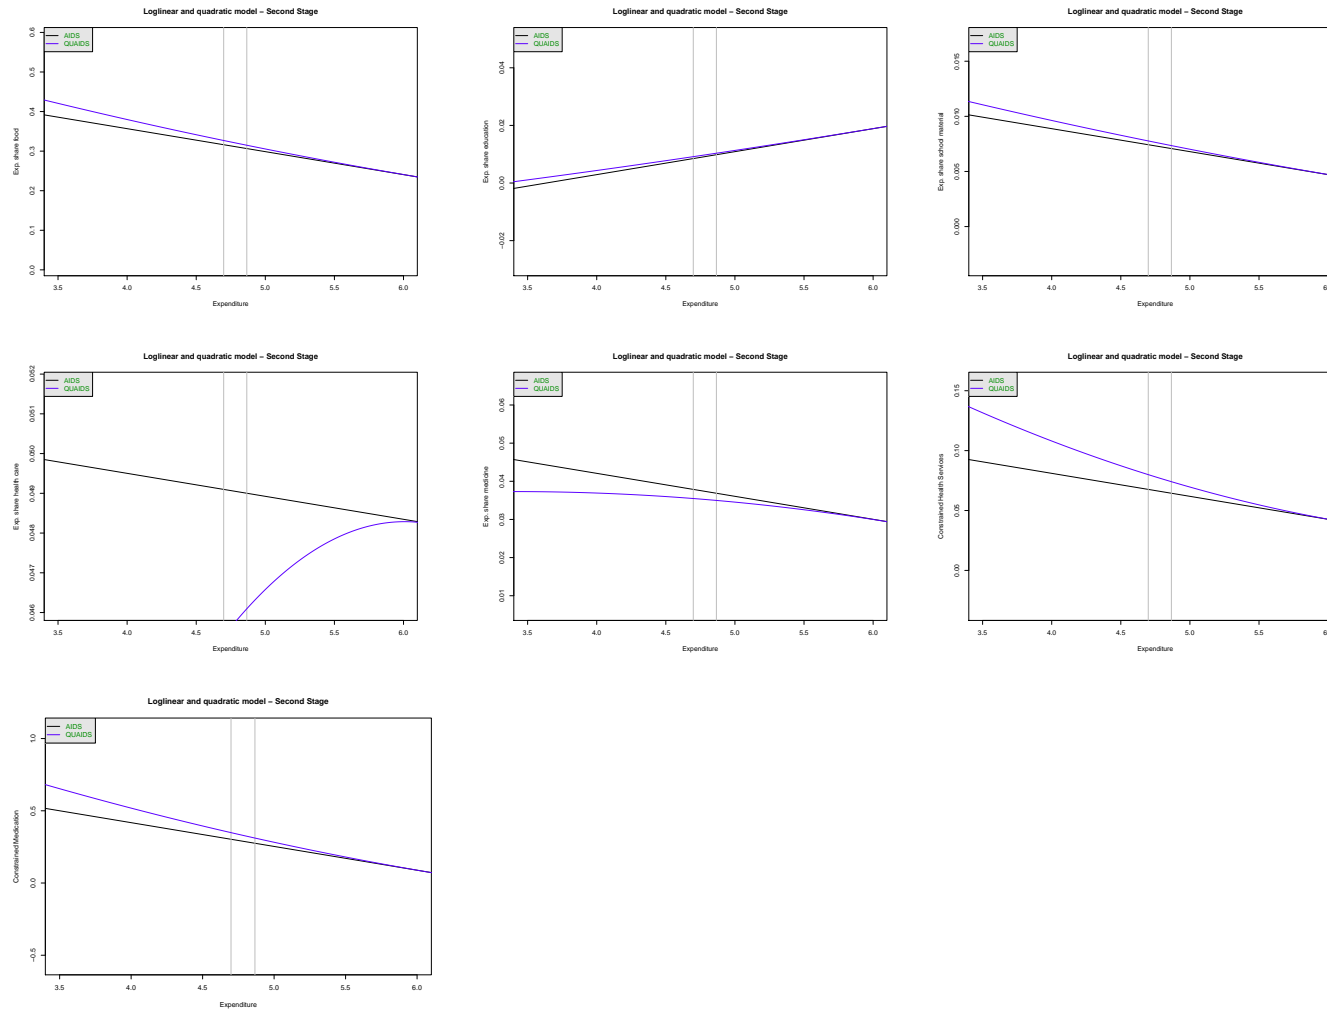 Loglinear and quadratic model – Second Stage
AIDS
QUAIDS
Exp. share food
0.0 0.1 0.2 0.3 0.4 0.5 0.6
3.5 4.0 4.5 5.0 5.5 6.0
Expenditure
Loglinear and quadratic model – Second Stage
AIDS
QUAIDS
Exp. share education
−0.02 0.00 0.02 0.04
3.5 4.0 4.5 5.0 5.5 6.0
Expenditure
Loglinear and quadratic model – Second Stage
AIDS
QUAIDS
Exp. share school material
0.000 0.005 0.010 0.015
3.5 4.0 4.5 5.0 5.5 6
Expenditure
Loglinear and quadratic model – Second Stage
AIDS
QUAIDS
Exp. share health care
0.046 0.047 0.048 0.049 0.050 0.051 0.052
3.5 4.0 4.5 5.0 5.5 6.0
Expenditure
Loglinear and quadratic model – Second Stage
AIDS
QUAIDS
Exp. share medicine
0.01 0.02 0.03 0.04 0.05 0.06
3.5 4.0 4.5 5.0 5.5 6.0
Expenditure
Loglinear and quadratic model – Second Stage
AIDS
QUAIDS
Constrained Health Services
0.00 0.05 0.10 0.15
3.5 4.0 4.5 5.0 5.5 6
Expenditure
Loglinear and quadratic model – Second Stage
AIDS
QUAIDS
Constrained Medication
−0.5 0.0 0.5 1.0
3.5 4.0 4.5 5.0 5.5 6.0
Expenditure